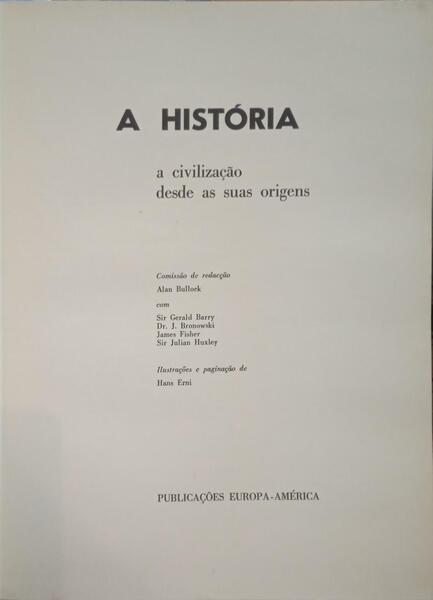 A HISTÓRIA
a civilização
desde as suas origens
Comissão de redacção
Alan Bullock
com
Sir Gerald Barry
Dr. J. Bronowski
James Fisher
Sir Julian Huxley
Ilustrações e paginação de
Hans Erni
PUBLICAÇÕES EUROPA-AMÉRICA